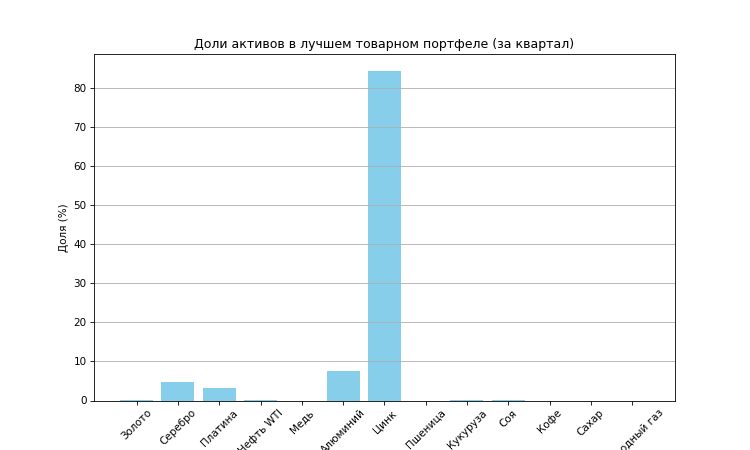 Доли активов в лучшем товарном портфеле (за квартал)
Доля (%)
80
70
60
50
40
30
20
10
0
Золото
Серебро
Платина
Нефть WTI
Медь
Алюминий
Цинк
Пшеница
Кукуруза
Соя
Кофе
Сахар
одный газ